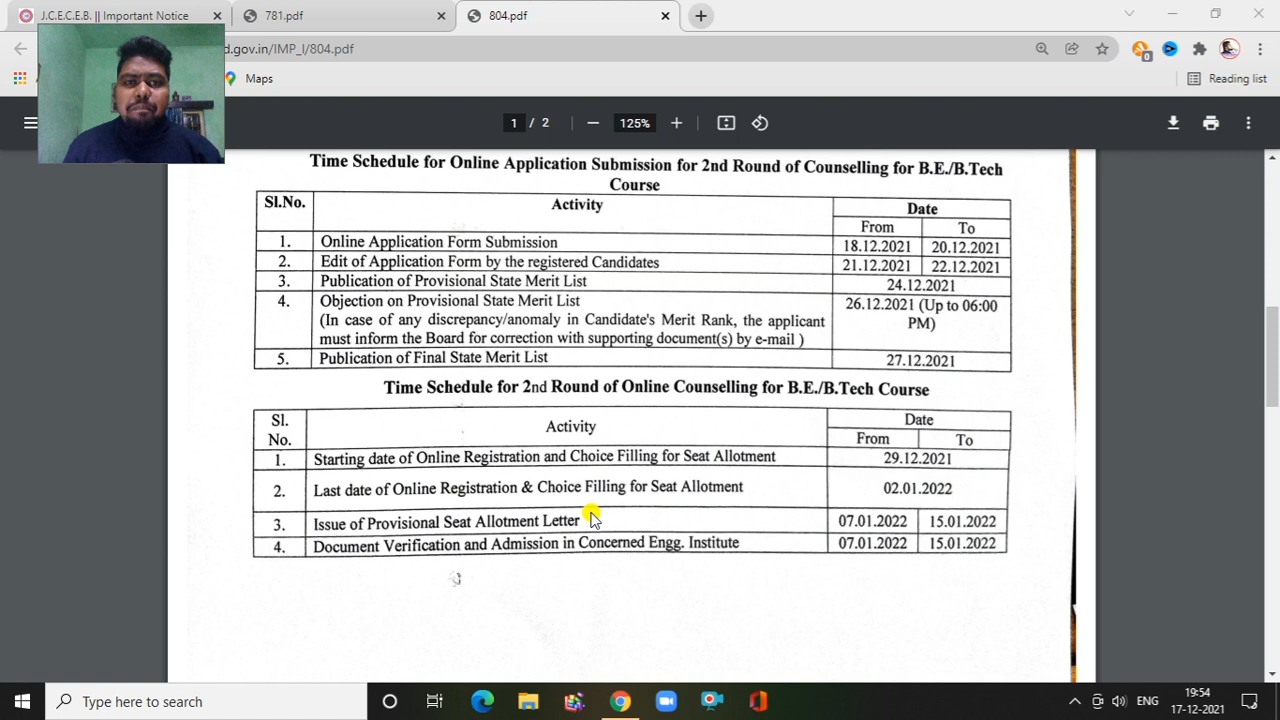 J.C.E.C.E.B. || Important Notice
781.pdf
804.pdf
d.gov.in/IMP_I/804.pdf
0
Maps
Reading list
1 / 2
125%
Time Schedule for Online Application Submission for 2nd Round of Counselling for B.E./B.Tech
Course
Sl.No. Activity Date
From To
1. Online Application Form Submission 18.12.2021 20.12.2021
2. Edit of Application Form by the registered Candidates 21.12.2021 22.12.2021
3. Publication of Provisional State Merit List 24.12.2021
4. Objection on Provisional State Merit List 26.12.2021 (Up to 06:00
(In case of any discrepancy/anomaly in Candidate's Merit Rank, the applicant PM)
must inform the Board for correction with supporting document(s) by e-mail )
5. Publication of Final State Merit List 27.12.2021
Time Schedule for 2nd Round of Online Counselling for B.E./B.Tech Course
Sl. Activity Date
No. From To
1. Starting date of Online Registration and Choice Filling for Seat Allotment 29.12.2021
2. Last date of Online Registration & Choice Filling for Seat Allotment 02.01.2022
3. Issue of Provisional Seat Allotment Letter 07.01.2022 15.01.2022
4. Document Verification and Admission in Concerned Engg. Institute 07.01.2022 15.01.2022
Type here to search
ENG
19:54
17-12-2021